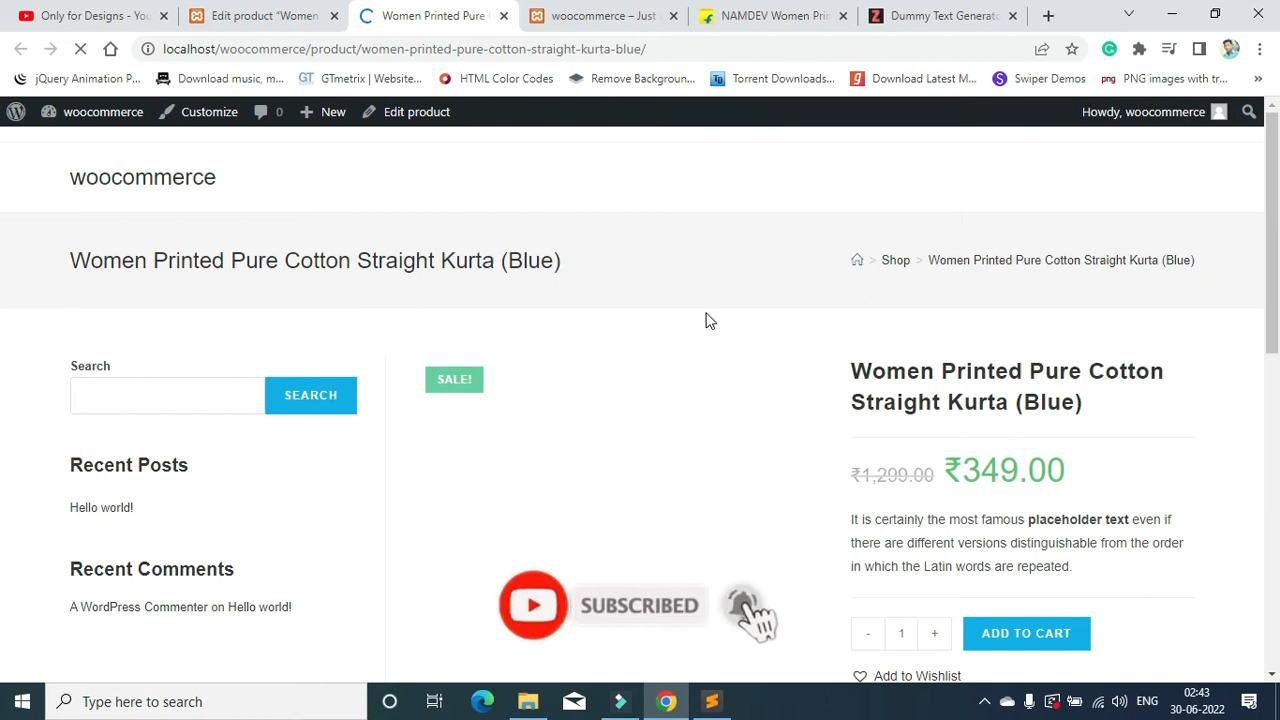 Only for Designs - You
Edit product "Women
Women Printed Pure
woocommerce – Just
NAMDEV Women Prin
Dummy Text Generato
localhost/woocommerce/product/women-printed-pure-cotton-straight-kurta-blue/
jQuery Animation P...
Download music, m...
GT
GTmetrix | Website...
HTML Color Codes
Remove Backgroun...
Torrent Downloads...
Download Latest M...
Swiper Demos
png
PNG images with tr...
woocommerce
Customize
0
New
Edit product
Howdy, woocommerce
woocommerce
Women Printed Pure Cotton Straight Kurta (Blue)
> Shop > Women Printed Pure Cotton Straight Kurta (Blue)
Search
SEARCH
Recent Posts
Hello world!
Recent Comments
A WordPress Commenter on Hello world!
SALE!
Women Printed Pure Cotton
Straight Kurta (Blue)
₹1,299.00 ₹349.00
It is certainly the most famous placeholder text even if
there are different versions distinguishable from the order
in which the Latin words are repeated.
- 1 +
ADD TO CART
Add to Wishlist
SUBSCRIBED
Type here to search
ENG
02:43
30-06-2022